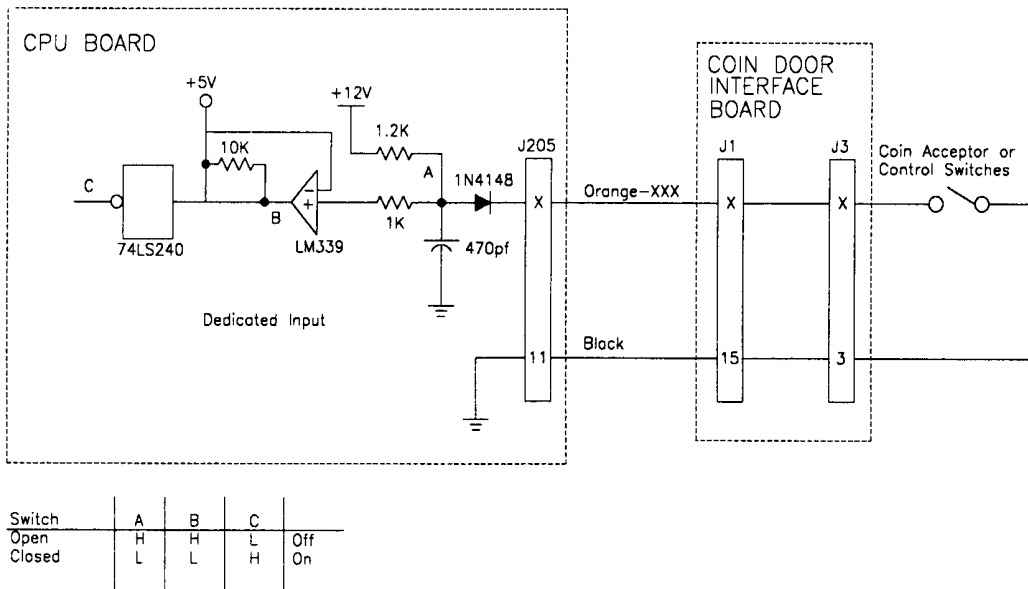 CPU BOARD
+5V
+12V
1.2K
10K
A
1N4148
J205
C
B
- +
1K
LM339
470pf
74LS240
X
Orange-XXX
Dedicated Input
11
Black
COIN DOOR
INTERFACE
BOARD
J1
J3
X
X
15
3
Coin Acceptor or
Control Switches
Switch A B C
Open H H L Off
Closed L L H On